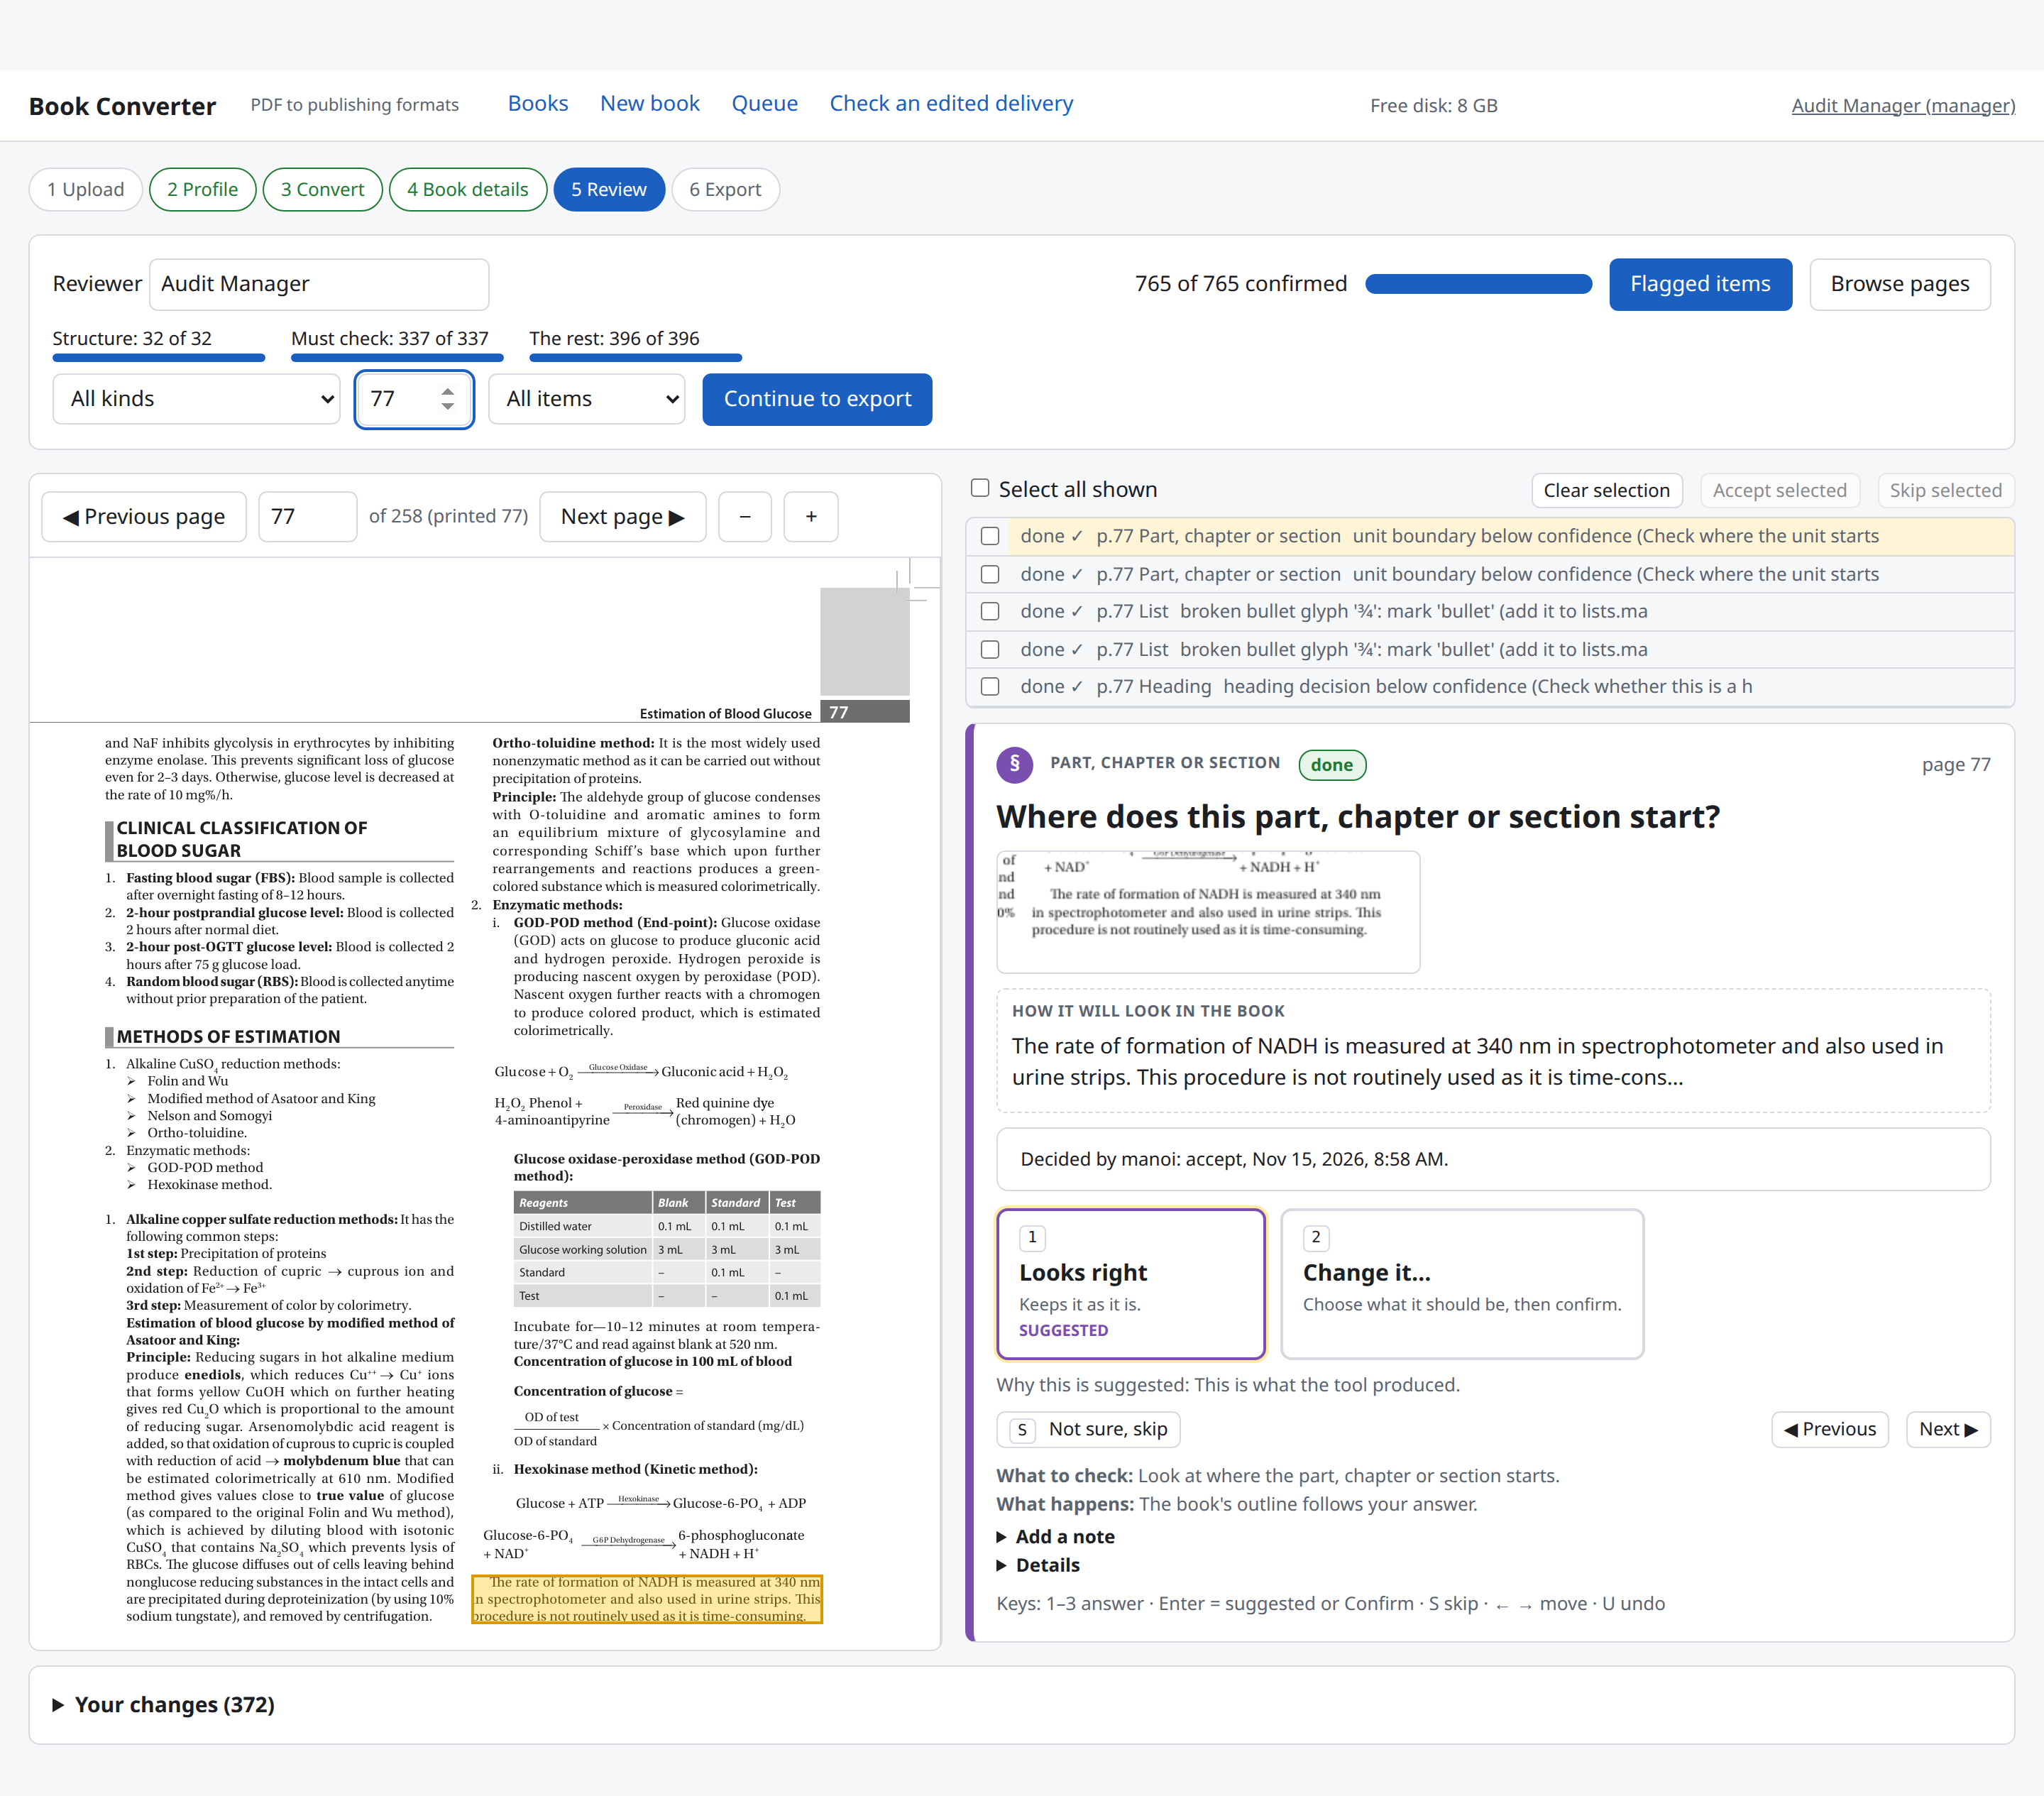 Book Converter
PDF to publishing formats
Books
New book
Queue
Check an edited delivery
Free disk: 8 GB
Audit Manager (manager)
1 Upload
2 Profile
3 Convert
4 Book details
5 Review
6 Export
Reviewer
Audit Manager
765 of 765 confirmed
Flagged items
Browse pages
Structure: 32 of 32
Must check: 337 of 337
The rest: 396 of 396
All kinds
77
All items
Continue to export
◀ Previous page
77
of 258 (printed 77)
Next page ▶
−
+
Estimation of Blood Glucose
77
and NaF inhibits glycolysis in erythrocytes by inhibiting
enzyme enolase. This prevents significant loss of glucose
even for 2–3 days. Otherwise, glucose level is decreased at
the rate of 10 mg%/h.
CLINICAL CLASSIFICATION OF
BLOOD SUGAR
1. Fasting blood sugar (FBS): Blood sample is collected
after overnight fasting of 8–12 hours.
2. 2-hour postprandial glucose level: Blood is collected
2 hours after normal diet.
3. 2-hour post-OGTT glucose level: Blood is collected 2
hours after 75 g glucose load.
4. Random blood sugar (RBS): Blood is collected anytime
without prior preparation of the patient.
METHODS OF ESTIMATION
1. Alkaline CuSO4 reduction methods:
➢ Folin and Wu
➢ Modified method of Asatoor and King
➢ Nelson and Somogyi
➢ Ortho-toluidine.
2. Enzymatic methods:
➢ GOD-POD method
➢ Hexokinase method.
1. Alkaline copper sulfate reduction methods: It has the
following common steps:
1st step: Precipitation of proteins
2nd step: Reduction of cupric → cuprous ion and
oxidation of Fe2+ → Fe3+
3rd step: Measurement of color by colorimetry.
Estimation of blood glucose by modified method of
Asatoor and King:
Principle: Reducing sugars in hot alkaline medium
produce enediols, which reduces Cu++ → Cu+ ions
that forms yellow CuOH which on further heating
gives red Cu2O which is proportional to the amount
of reducing sugar. Arsenomolybdic acid reagent is
added, so that oxidation of cuprous to cupric is coupled
with reduction of acid → molybdenum blue that can
be estimated colorimetrically at 610 nm. Modified
method gives values close to true value of glucose
(as compared to the original Folin and Wu method),
which is achieved by diluting blood with isotonic
CuSO4 that contains Na2SO4 which prevents lysis of
RBCs. The glucose diffuses out of cells leaving behind
nonglucose reducing substances in the intact cells and
are precipitated during deproteinization (by using 10%
sodium tungstate), and removed by centrifugation.
Ortho-toluidine method: It is the most widely used
nonenzymatic method as it can be carried out without
precipitation of proteins.
Principle: The aldehyde group of glucose condenses
with O-toluidine and aromatic amines to form
an equilibrium mixture of glycosylamine and
corresponding Schiff's base which upon further
rearrangements and reactions produces a green-
colored substance which is measured colorimetrically.
2. Enzymatic methods:
i. GOD-POD method (End-point): Glucose oxidase
(GOD) acts on glucose to produce gluconic acid
and hydrogen peroxide. Hydrogen peroxide is
producing nascent oxygen by peroxidase (POD).
Nascent oxygen further reacts with a chromogen
to produce colored product, which is estimated
colorimetrically.
Glucose + O2 Glucose Oxidase → Gluconic acid + H2O2
H2O2 Phenol + Peroxidase → Red quinine dye
4-aminoantipyrine (chromogen) + H2O
Glucose oxidase-peroxidase method (GOD-POD
method):
Reagents Blank Standard Test
Distilled water 0.1 mL 0.1 mL 0.1 mL
Glucose working solution 3 mL 3 mL 3 mL
Standard – 0.1 mL –
Test – – 0.1 mL
Incubate for—10–12 minutes at room tempera-
ture/37°C and read against blank at 520 nm.
Concentration of glucose in 100 mL of blood
Concentration of glucose =
OD of test
× Concentration of standard (mg/dL)
OD of standard
ii. Hexokinase method (Kinetic method):
Glucose + ATP Hexokinase → Glucose-6-PO4 + ADP
Glucose-6-PO4 G6P Dehydrogenase → 6-phosphogluconate
+ NAD+ + NADH + H+
The rate of formation of NADH is measured at 340 nm
in spectrophotometer and also used in urine strips. This
procedure is not routinely used as it is time-consuming.
Select all shown
Clear selection
Accept selected
Skip selected
done ✓ p.77 Part, chapter or section unit boundary below confidence (Check where the unit starts
done ✓ p.77 Part, chapter or section unit boundary below confidence (Check where the unit starts
done ✓ p.77 List broken bullet glyph '¾': mark 'bullet' (add it to lists.ma
done ✓ p.77 List broken bullet glyph '¾': mark 'bullet' (add it to lists.ma
done ✓ p.77 Heading heading decision below confidence (Check whether this is a h
§ PART, CHAPTER OR SECTION
done
page 77
Where does this part, chapter or section start?
of
+ NAD+ + NADH + H+
nd
nd The rate of formation of NADH is measured at 340 nm
0% in spectrophotometer and also used in urine strips. This
procedure is not routinely used as it is time-consuming.
HOW IT WILL LOOK IN THE BOOK
The rate of formation of NADH is measured at 340 nm in spectrophotometer and also used in
urine strips. This procedure is not routinely used as it is time-cons…
Decided by manoi: accept, Nov 15, 2026, 8:58 AM.
1
Looks right
Keeps it as it is.
SUGGESTED
2
Change it…
Choose what it should be, then confirm.
Why this is suggested: This is what the tool produced.
S Not sure, skip
◀ Previous
Next ▶
What to check: Look at where the part, chapter or section starts.
What happens: The book's outline follows your answer.
▶ Add a note
▶ Details
Keys: 1–3 answer · Enter = suggested or Confirm · S skip · ← → move · U undo
▶ Your changes (372)